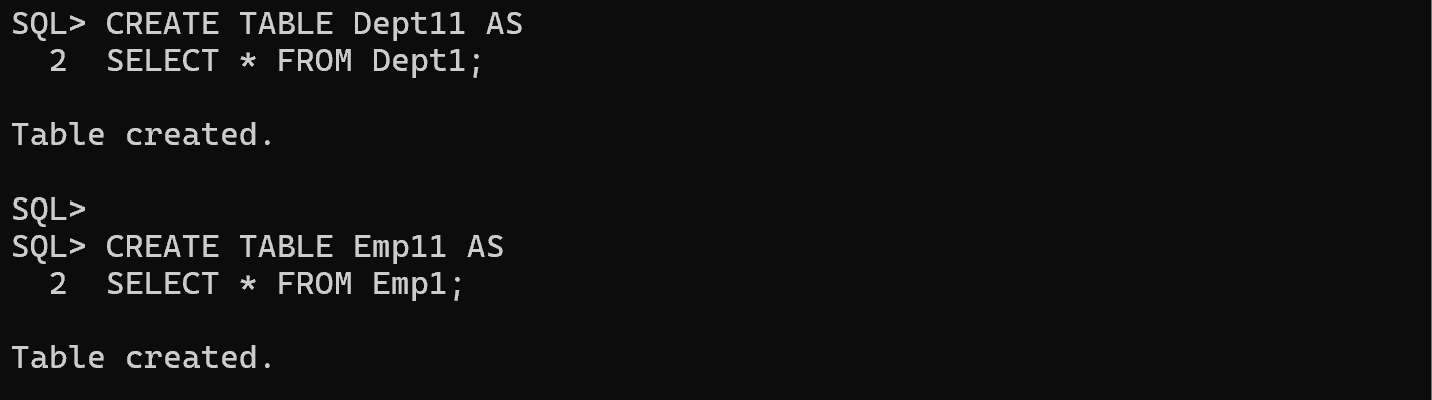 SQL> CREATE TABLE Dept11 AS
  2  SELECT * FROM Dept1;
Table created.
SQL>
SQL> CREATE TABLE Emp11 AS
  2  SELECT * FROM Emp1;
Table created.